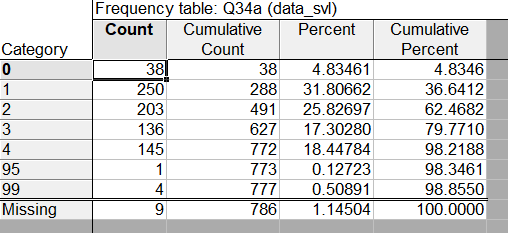 Frequency table: Q34a (data_svl)
Category Count Cumulative Count Percent Cumulative Percent
0 38 38 4.83461 4.8346
1 250 288 31.80662 36.6412
2 203 491 25.82697 62.4682
3 136 627 17.30280 79.7710
4 145 772 18.44784 98.2188
95 1 773 0.12723 98.3461
99 4 777 0.50891 98.8550
Missing 9 786 1.14504 100.0000